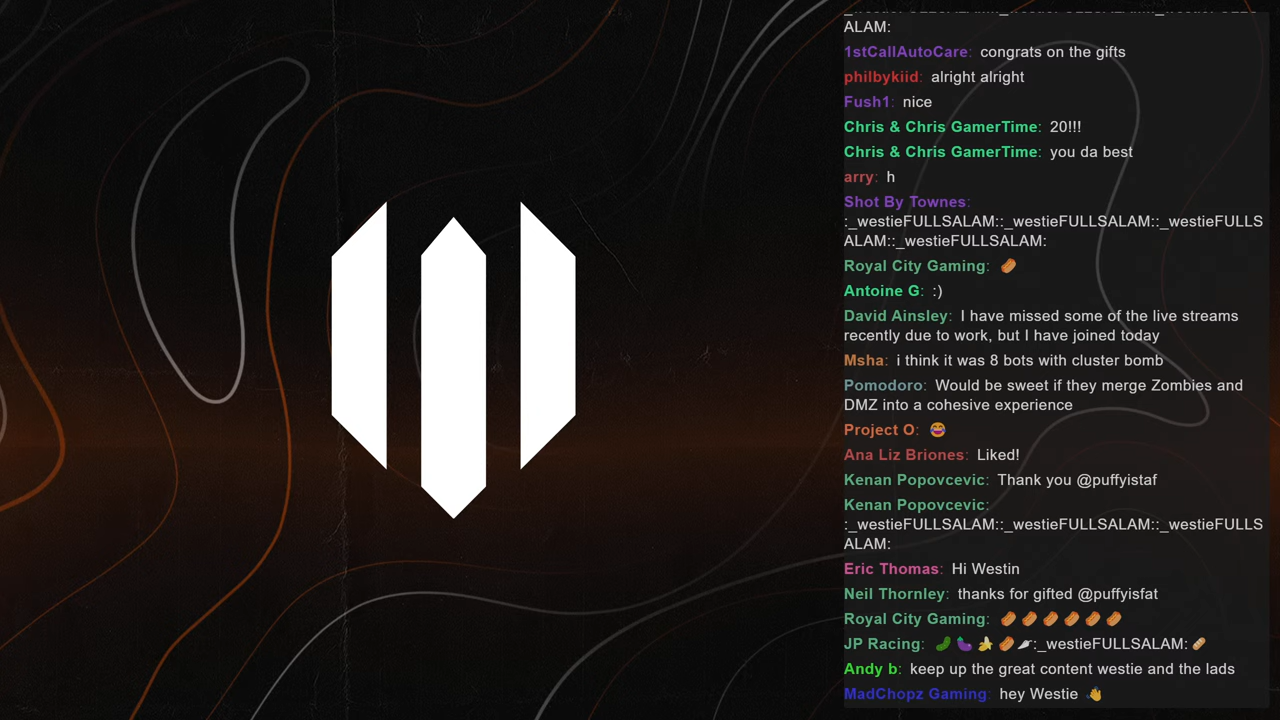 ALAM:
1stCallAutoCare: congrats on the gifts
philbykiid: alright alright
Fush1: nice
Chris & Chris GamerTime: 20!!!
Chris & Chris GamerTime: you da best
arry: h
Shot By Townes:
:_westieFULLSALAM::_westieFULLSALAM::_westieFULLS
ALAM::_westieFULLSALAM:
Royal City Gaming: 🥖
Antoine G: :)
David Ainsley: I have missed some of the live streams
recently due to work, but I have joined today
Msha: i think it was 8 bots with cluster bomb
Pomodoro: Would be sweet if they merge Zombies and
DMZ into a cohesive experience
Project O: 😂
Ana Liz Briones: Liked!
Kenan Popovcevic: Thank you @puffyistaf
Kenan Popovcevic:
:_westieFULLSALAM::_westieFULLSALAM::_westieFULLS
ALAM:
Eric Thomas: Hi Westin
Neil Thornley: thanks for gifted @puffyisfat
Royal City Gaming: 🥖 🥖 🥖 🥖 🥖 🥖
JP Racing: 🥒 🍆 🍌 🥖 🌶:_westieFULLSALAM: 🥖
Andy b: keep up the great content westie and the lads
MadChopz Gaming: hey Westie 👋